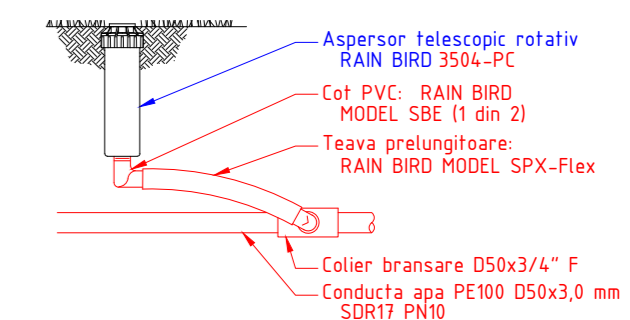 Aspersor telescopic rotativ
RAIN BIRD 3504-PC
Cot PVC: RAIN BIRD
MODEL SBE (1 din 2)
Teava prelungitoare:
RAIN BIRD MODEL SPX-Flex
Colier bransare D50x3/4" F
Conducta apa PE100 D50x3,0 mm
SDR17 PN10